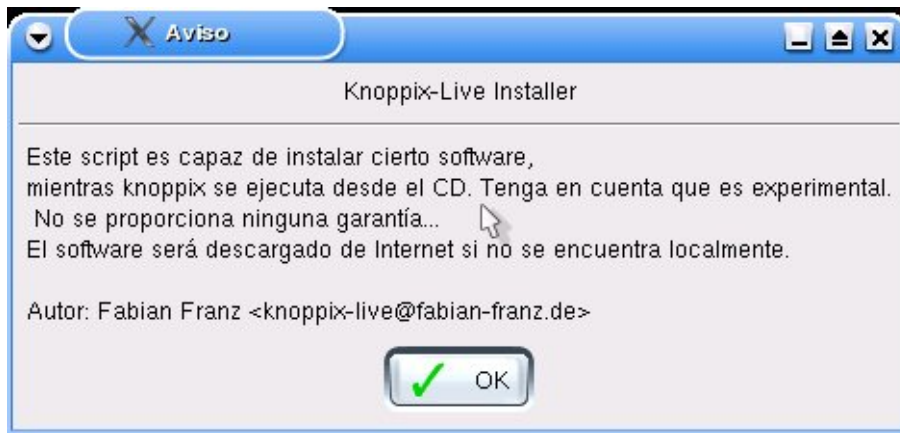 Aviso
Knoppix-Live Installer
Este script es capaz de instalar cierto software,
mientras knoppix se ejecuta desde el CD. Tenga en cuenta que es experimental.
No se proporciona ninguna garantía...
El software será descargado de Internet si no se encuentra localmente.
Autor: Fabian Franz <knoppix-live@fabian-franz.de>
OK